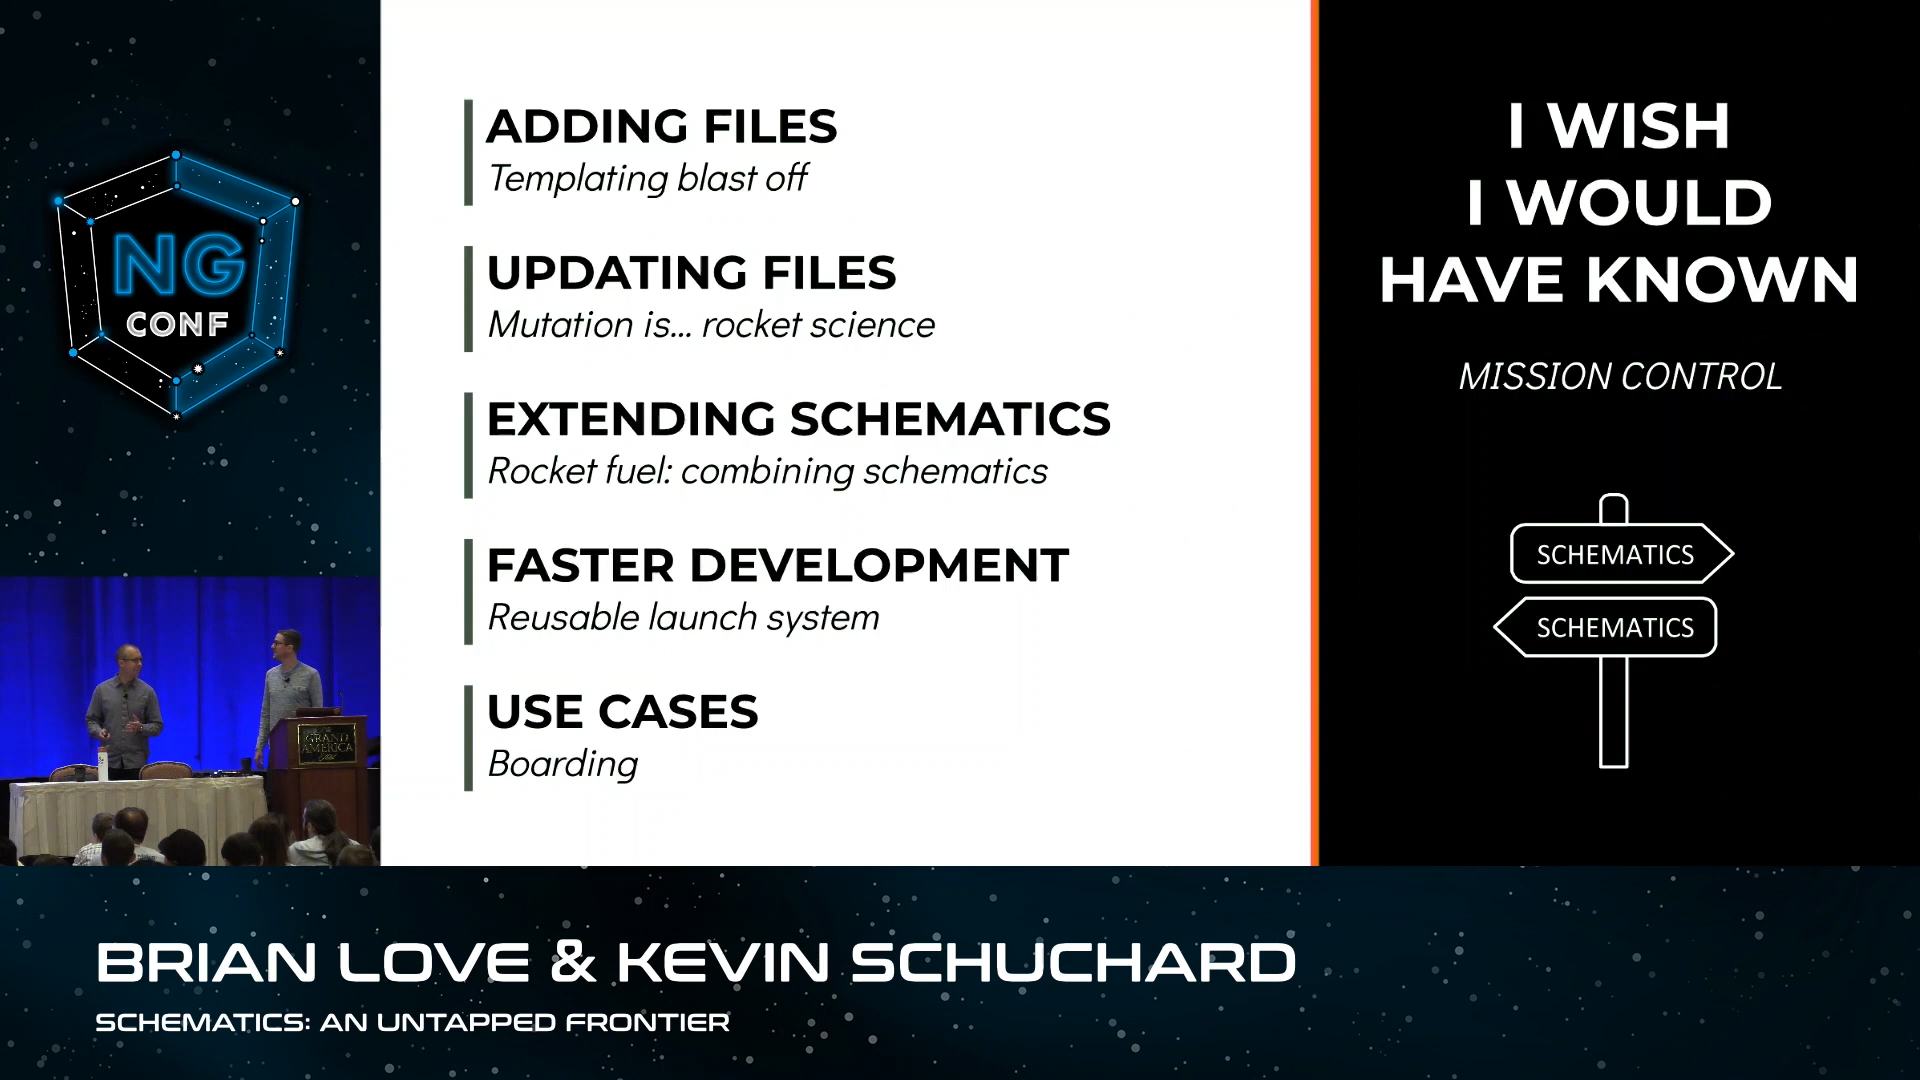 NG
CONF
ADDING FILES
Templating blast off
UPDATING FILES
Mutation is... rocket science
EXTENDING SCHEMATICS
Rocket fuel: combining schematics
FASTER DEVELOPMENT
Reusable launch system
USE CASES
Boarding
I WISH
I WOULD
HAVE KNOWN
MISSION CONTROL
SCHEMATICS
SCHEMATICS
GRAND
AMERICA
BRIAN LOVE & KEVIN SCHUCHARD
SCHEMATICS: AN UNTAPPED FRONTIER